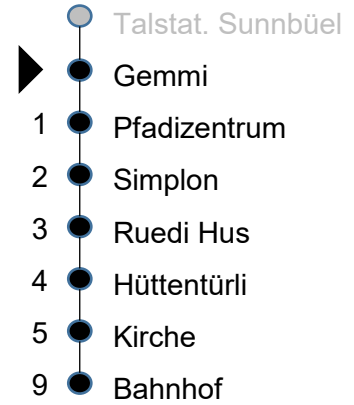 Talstat. Sunnbüel
Gemmi
1 Pfadizentrum
2 Simplon
3 Ruedi Hus
4 Hüttentürli
5 Kirche
9 Bahnhof